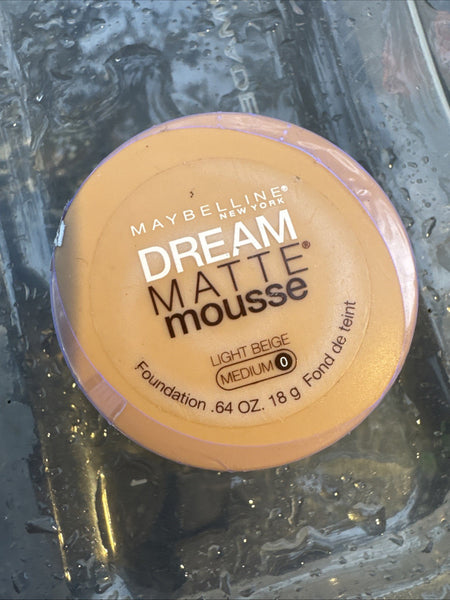 MAYBELLINE®
NEW YORK
DREAM
MATTE®
mousse
LIGHT BEIGE
MEDIUM 0
Foundation .64 OZ. 18 g Fond de teint